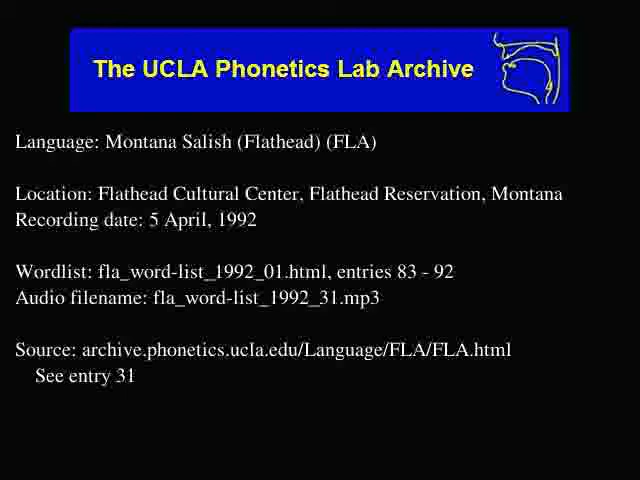 The UCLA Phonetics Lab Archive
Language: Montana Salish (Flathead) (FLA)
Location: Flathead Cultural Center, Flathead Reservation, Montana
Recording date: 5 April, 1992
Wordlist: fla_word-list_1992_01.html, entries 83 - 92
Audio filename: fla_word-list_1992_31.mp3
Source: archive.phonetics.ucla.edu/Language/FLA/FLA.html
See entry 31